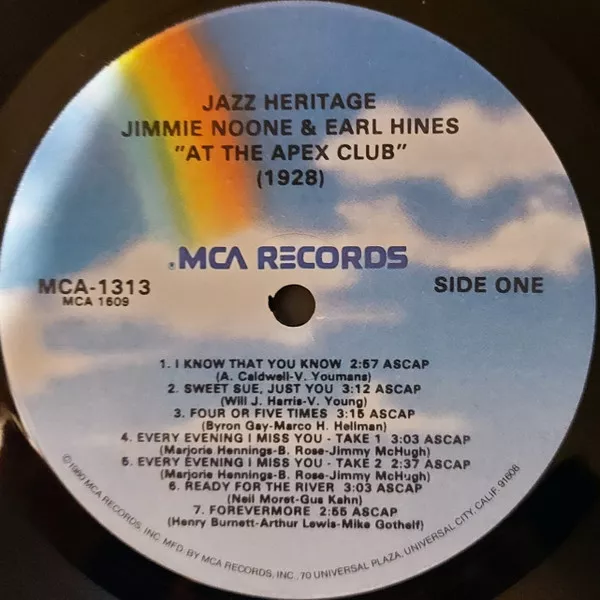 JAZZ HERITAGE
JIMMIE NOONE & EARL HINES
"AT THE APEX CLUB"
(1928)
®MCA RECORDS
MCA-1313
MCA 1609
SIDE ONE
1. I KNOW THAT YOU KNOW 2:57 ASCAP
(A. Caldwell-V. Youmans)
2. SWEET SUE, JUST YOU 3:12 ASCAP
(Will J. Harris-V. Young)
3. FOUR OR FIVE TIMES 3:15 ASCAP
(Byron Gay-Marco H. Hellman)
4. EVERY EVENING I MISS YOU - TAKE 1 3:03 ASCAP
(Marjorie Hennings-B. Rose-Jimmy McHugh)
5. EVERY EVENING I MISS YOU - TAKE 2 2:37 ASCAP
(Marjorie Hennings-B. Rose-Jimmy McHugh)
6. READY FOR THE RIVER 3:03 ASCAP
(Neil Moret-Gus Kahn)
7. FOREVERMORE 2:55 ASCAP
(Henry Burnett-Arthur Lewis-Mike Gothelf)
©1980 MCA RECORDS, INC. MFD. BY MCA RECORDS, INC., 70 UNIVERSAL PLAZA, UNIVERSAL CITY, CALIF. 91608